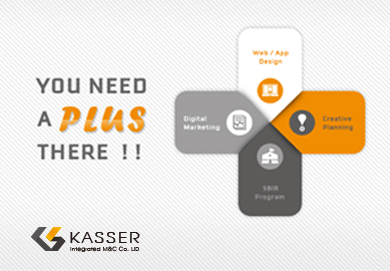 YOU NEED
A PLUS
THERE !!
Web / App
Design
Digital
Marketing
Creative
Planning
SBIR
Program
KASSER
Integrated M&C Co. LTD